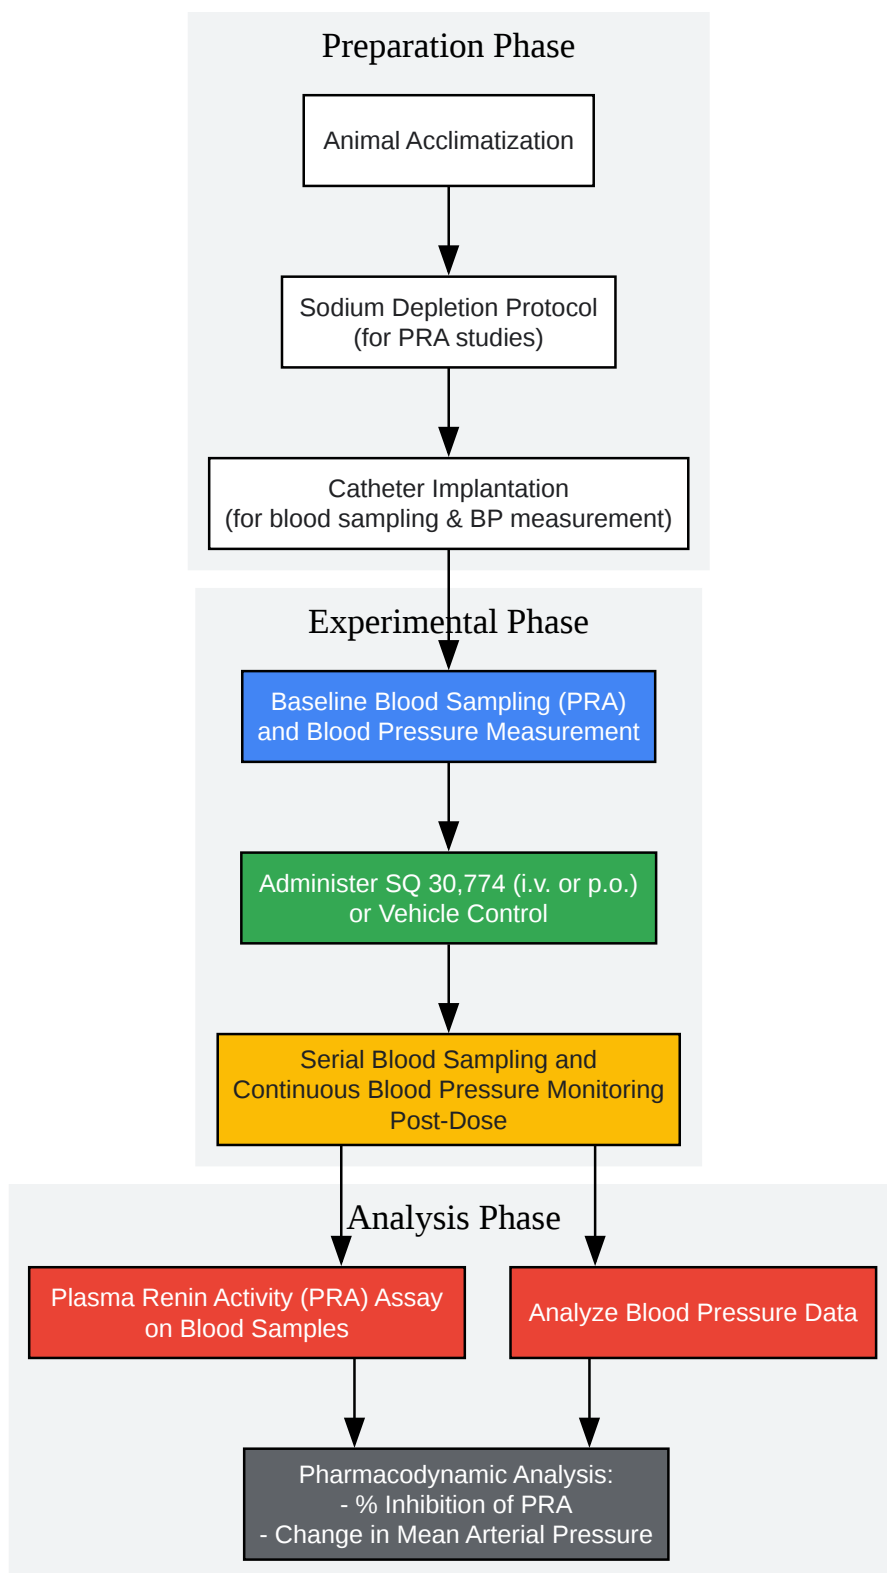 Preparation Phase
Animal Acclimatization
Sodium Depletion Protocol
(for PRA studies)
Catheter Implantation
(for blood sampling & BP measurement)
Experimental Phase
Baseline Blood Sampling (PRA)
and Blood Pressure Measurement
Administer SQ 30,774 (i.v. or p.o.)
or Vehicle Control
Serial Blood Sampling and
Continuous Blood Pressure Monitoring
Post-Dose
Analysis Phase
Plasma Renin Activity (PRA) Assay
on Blood Samples
Analyze Blood Pressure Data
Pharmacodynamic Analysis:
- % Inhibition of PRA
- Change in Mean Arterial Pressure